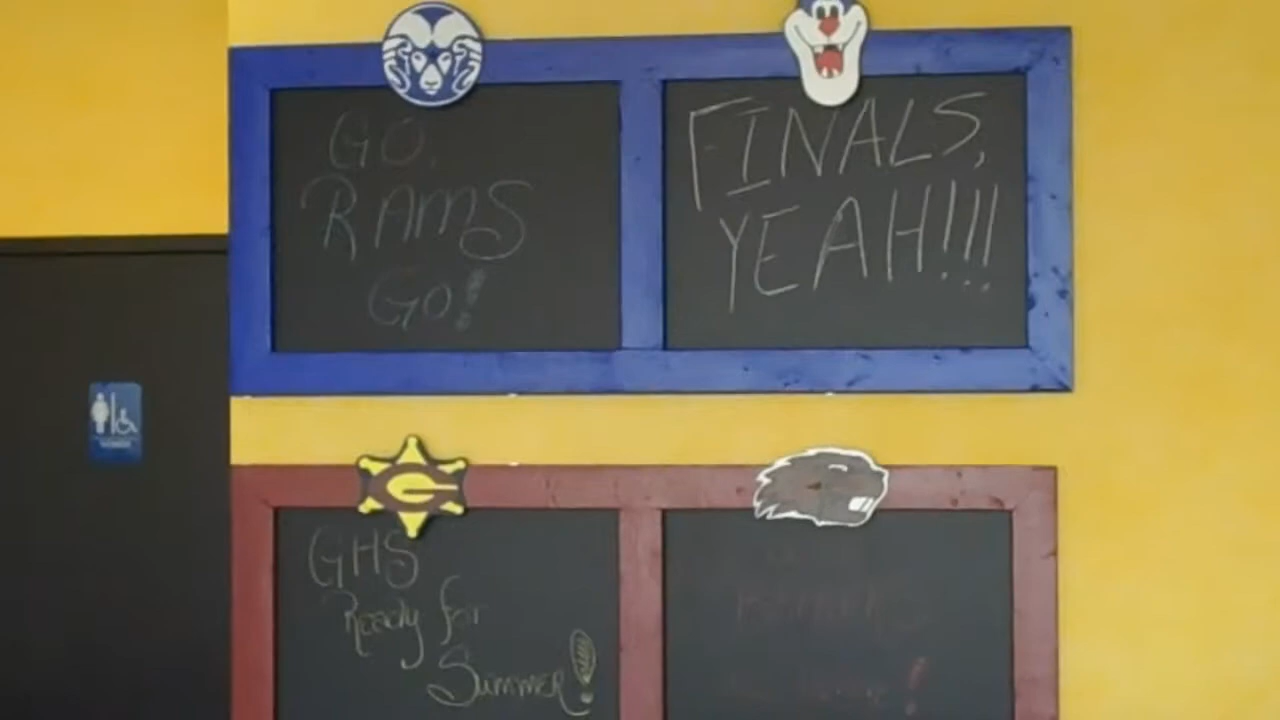 GO
RAMS
GO!
FINALS,
YEAH!!!
G
GHS
Ready for
SUMMER!